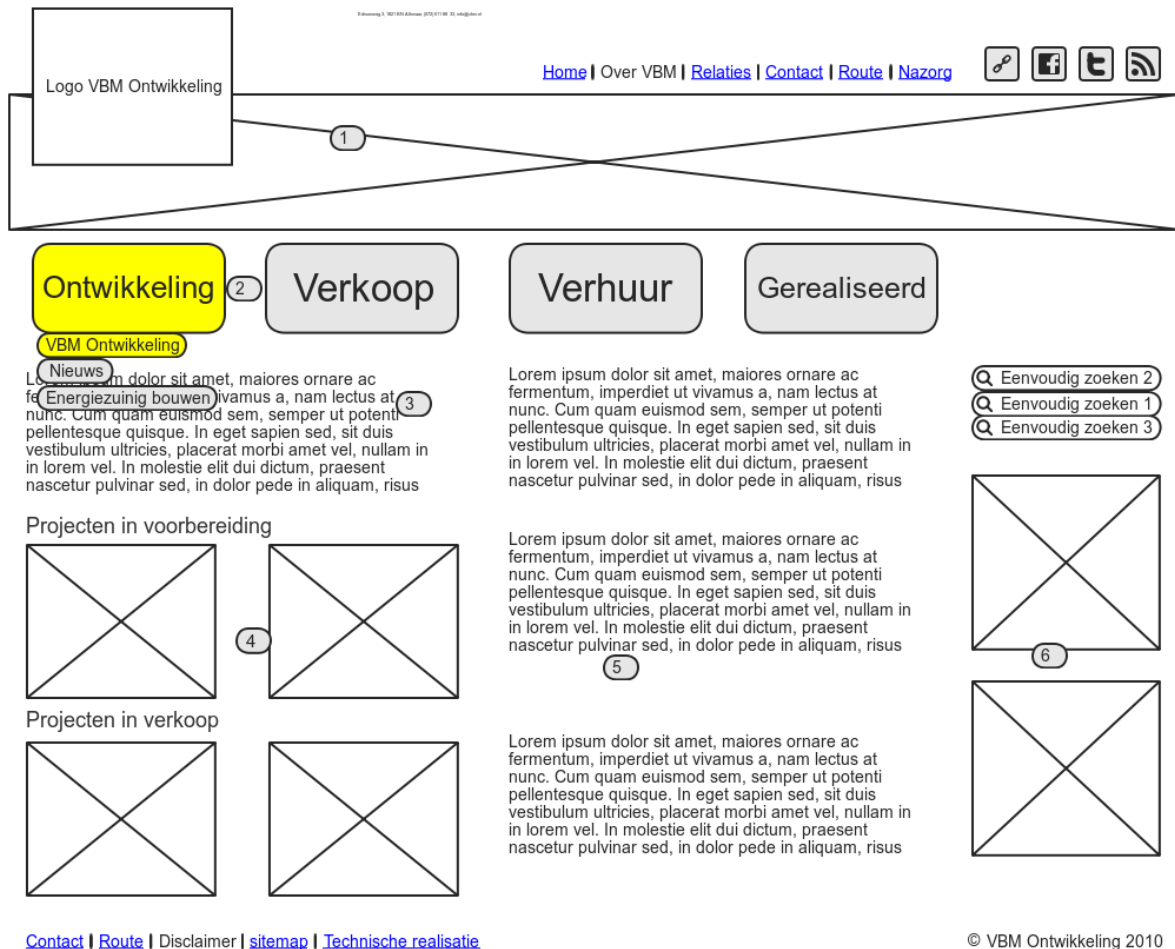 Logo VBM Ontwikkeling
Home | Over VBM | Relaties | Contact | Route | Nazorg
1
Ontwikkeling
2
Verkoop
Verhuur
Gerealiseerd
VBM Ontwikkeling
Nieuws
Energiezuinig bouwen
3
dolor sit amet, maiores ornare ac
ivamus a, nam lectus at
nunc. Cum quam euismod sem, semper ut potenti
pellentesque quisque. In eget sapien sed, sit duis
vestibulum ultricies, placerat morbi amet vel, nullam in
in lorem vel. In molestie elit dui dictum, praesent
nascetur pulvinar sed, in dolor pede in aliquam, risus
Projecten in voorbereiding
4
Projecten in verkoop
Lorem ipsum dolor sit amet, maiores ornare ac
fermentum, imperdiet ut vivamus a, nam lectus at
nunc. Cum quam euismod sem, semper ut potenti
pellentesque quisque. In eget sapien sed, sit duis
vestibulum ultricies, placerat morbi amet vel, nullam in
in lorem vel. In molestie elit dui dictum, praesent
nascetur pulvinar sed, in dolor pede in aliquam, risus
Lorem ipsum dolor sit amet, maiores ornare ac
fermentum, imperdiet ut vivamus a, nam lectus at
nunc. Cum quam euismod sem, semper ut potenti
pellentesque quisque. In eget sapien sed, sit duis
vestibulum ultricies, placerat morbi amet vel, nullam in
in lorem vel. In molestie elit dui dictum, praesent
nascetur pulvinar sed, in dolor pede in aliquam, risus
5
Lorem ipsum dolor sit amet, maiores ornare ac
fermentum, imperdiet ut vivamus a, nam lectus at
nunc. Cum quam euismod sem, semper ut potenti
pellentesque quisque. In eget sapien sed, sit duis
vestibulum ultricies, placerat morbi amet vel, nullam in
in lorem vel. In molestie elit dui dictum, praesent
nascetur pulvinar sed, in dolor pede in aliquam, risus
Eenvoudig zoeken 2
Eenvoudig zoeken 1
Eenvoudig zoeken 3
6
Contact | Route | Disclaimer | sitemap | Technische realisatie
© VBM Ontwikkeling 2010